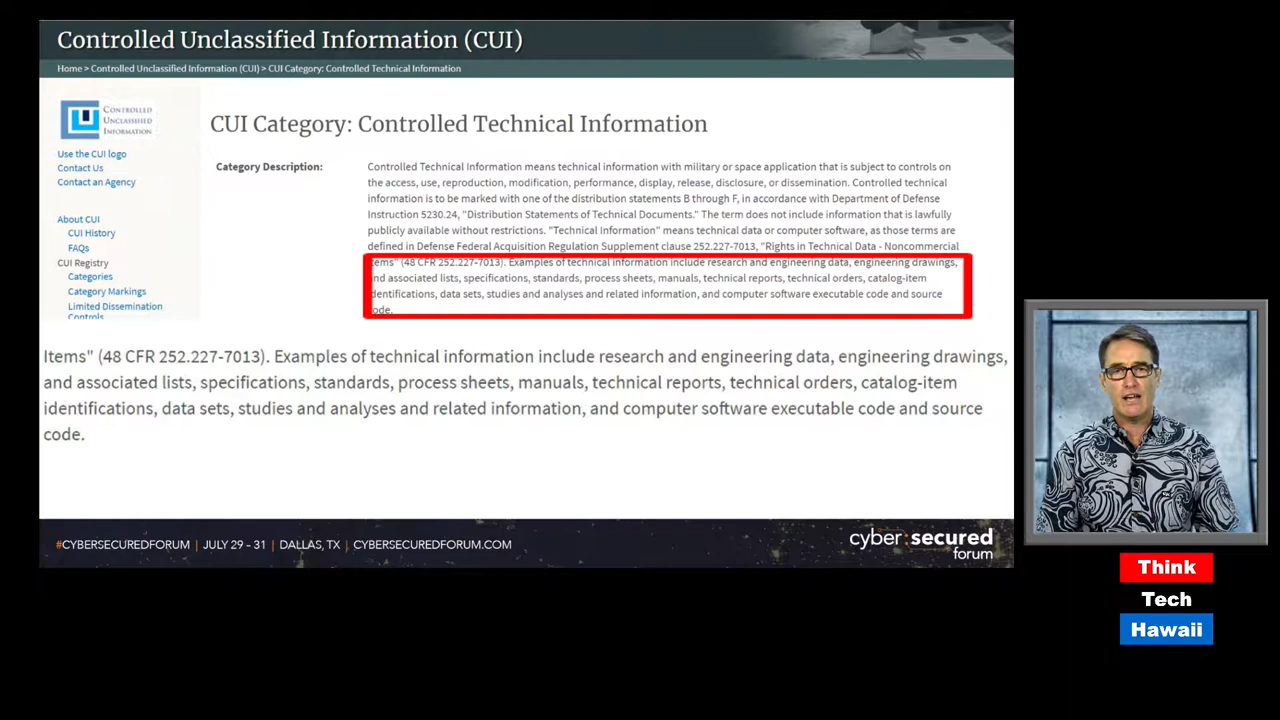 Controlled Unclassified Information (CUI)
Home > Controlled Unclassified Information (CUI) > CUI Category: Controlled Technical Information
CONTROLLED
UNCLASSIFIED
INFORMATION
Use the CUI logo
Contact Us
Contact an Agency
About CUI
CUI History
FAQs
CUI Registry
Categories
Category Markings
Limited Dissemination
Controls
CUI Category: Controlled Technical Information
Category Description:
Controlled Technical Information means technical information with military or space application that is subject to controls on
the access, use, reproduction, modification, performance, display, release, disclosure, or dissemination. Controlled technical
information is to be marked with one of the distribution statements B through F, in accordance with Department of Defense
Instruction 5230.24, "Distribution Statements of Technical Documents." The term does not include information that is lawfully
publicly available without restrictions. "Technical Information" means technical data or computer software, as those terms are
defined in Defense Federal Acquisition Regulation Supplement clause 252.227-7013, "Rights in Technical Data - Noncommercial
Items" (48 CFR 252.227-7013). Examples of technical information include research and engineering data, engineering drawings,
and associated lists, specifications, standards, process sheets, manuals, technical reports, technical orders, catalog-item
identifications, data sets, studies and analyses and related information, and computer software executable code and source
code.
Items" (48 CFR 252.227-7013). Examples of technical information include research and engineering data, engineering drawings,
and associated lists, specifications, standards, process sheets, manuals, technical reports, technical orders, catalog-item
identifications, data sets, studies and analyses and related information, and computer software executable code and source
code.
#CYBERSECUREDFORUM | JULY 29 - 31 | DALLAS, TX | CYBERSECUREDFORUM.COM
cyber:secured
forum
Think
Tech
Hawaii